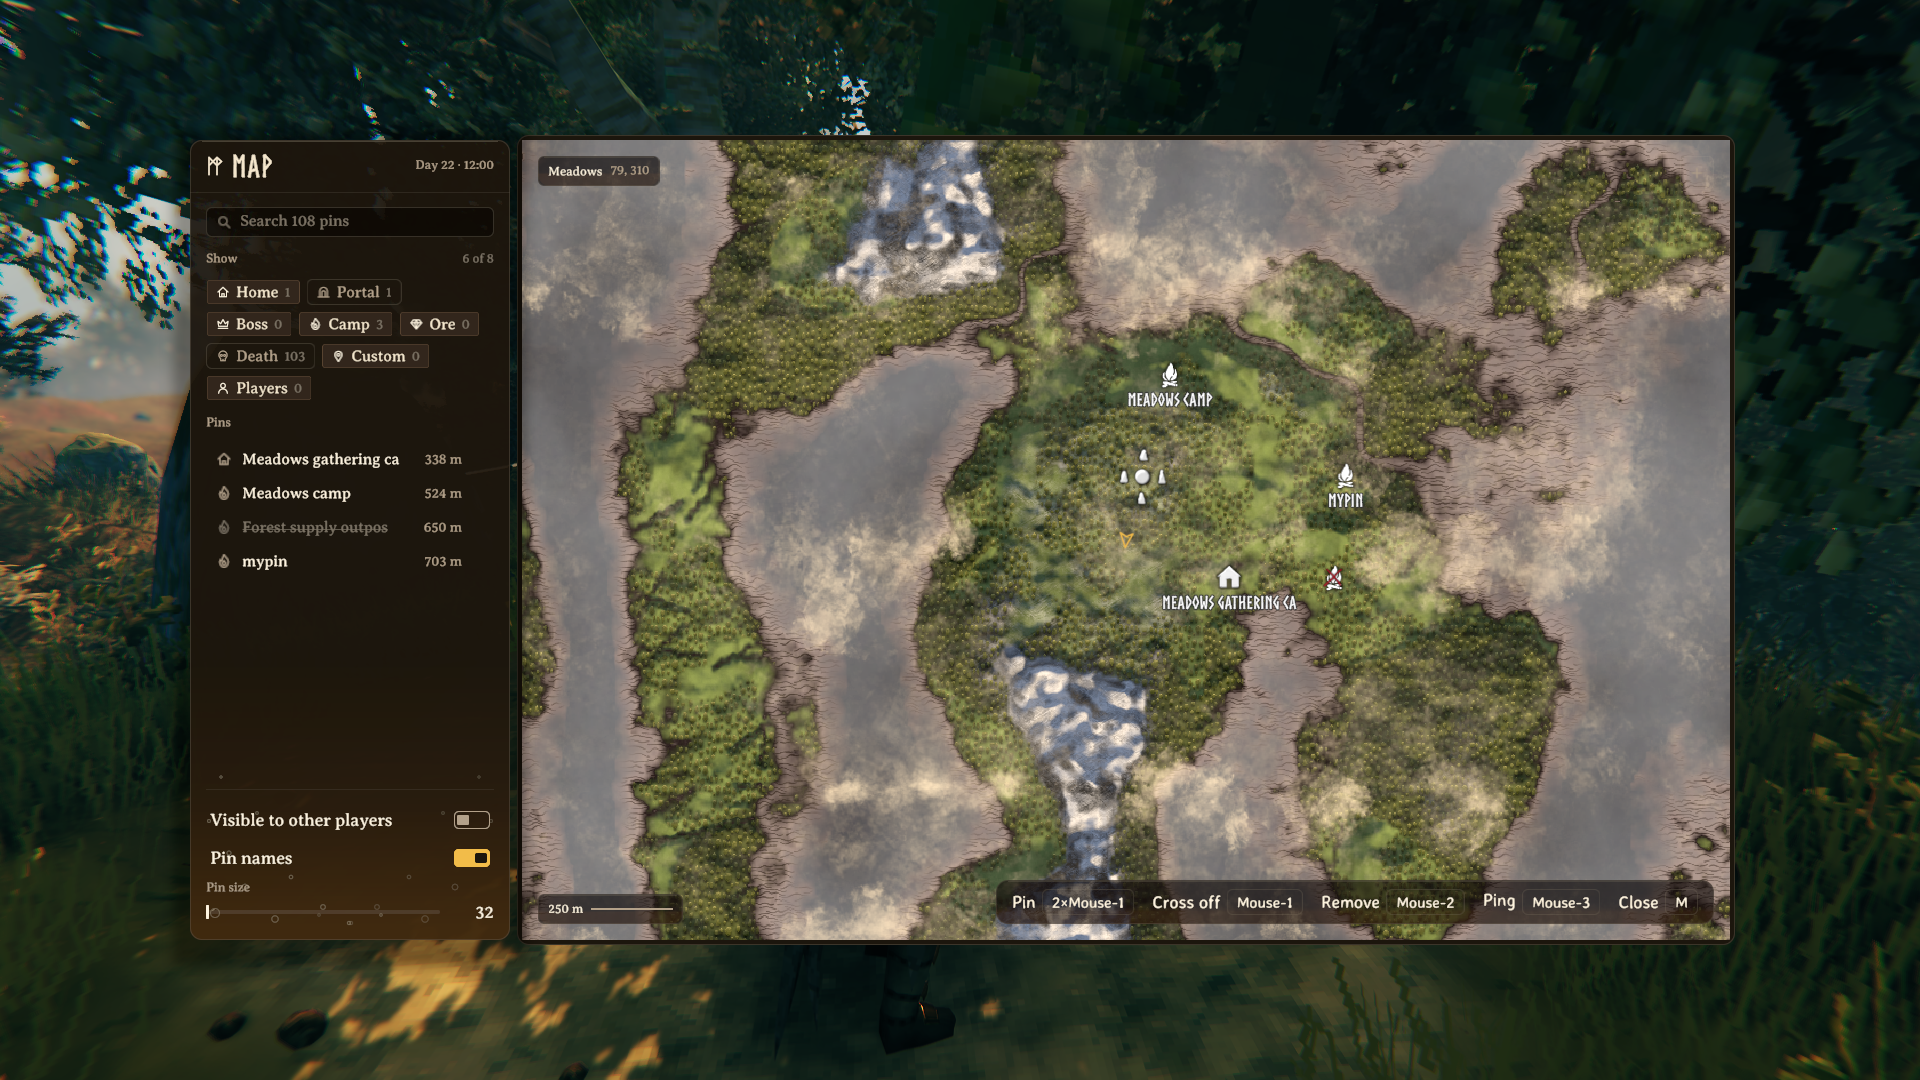 MAP
Day 22 · 12:00
Search 108 pins
Show
6 of 8
Home 1
Portal 1
Boss 0
Camp 3
Ore 0
Death 103
Custom 0
Players 0
Pins
Meadows gathering ca 338 m
Meadows camp 524 m
Forest supply outpos 650 m
mypin 703 m
Visible to other players
Pin names
Pin size
32
Meadows 79, 310
MEADOWS CAMP
MYPIN
MEADOWS GATHERING CA
250 m
Pin 2×Mouse-1 Cross off Mouse-1 Remove Mouse-2 Ping Mouse-3 Close M